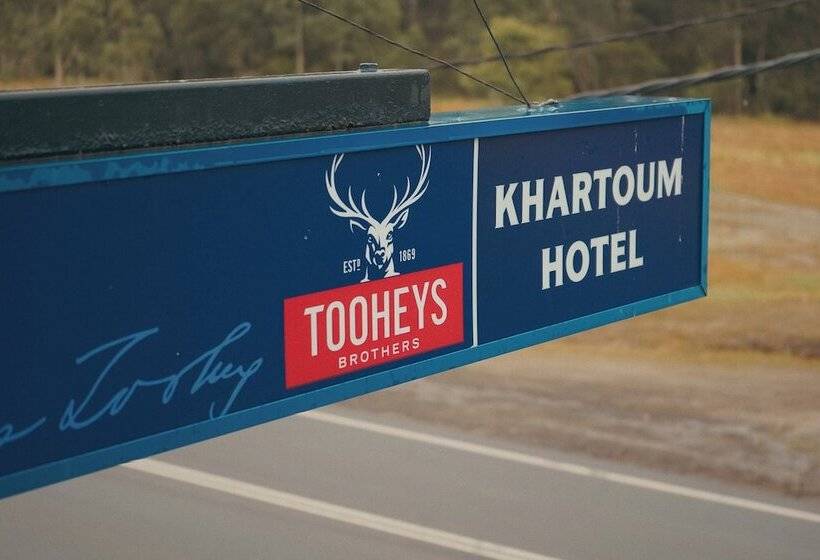 ESTD 1869
TOOHEYS
BROTHERS
KHARTOUM
HOTEL